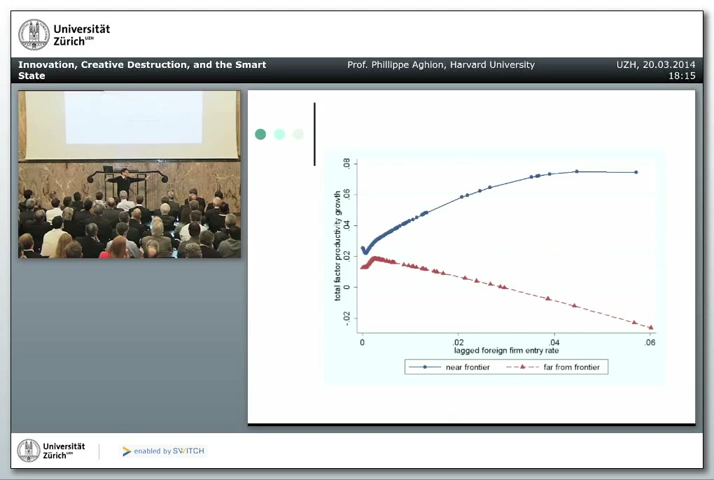 Universität
Zürich UZH
Innovation, Creative Destruction, and the Smart
State
Prof. Phillippe Aghion, Harvard University
UZH, 20.03.2014
18:15
total factor productivity growth
.08
.06
.04
.02
0
-.02
0 .02 .04 .06
lagged foreign firm entry rate
near frontier far from frontier
Universität
Zürich UZH
enabled by SWITCH